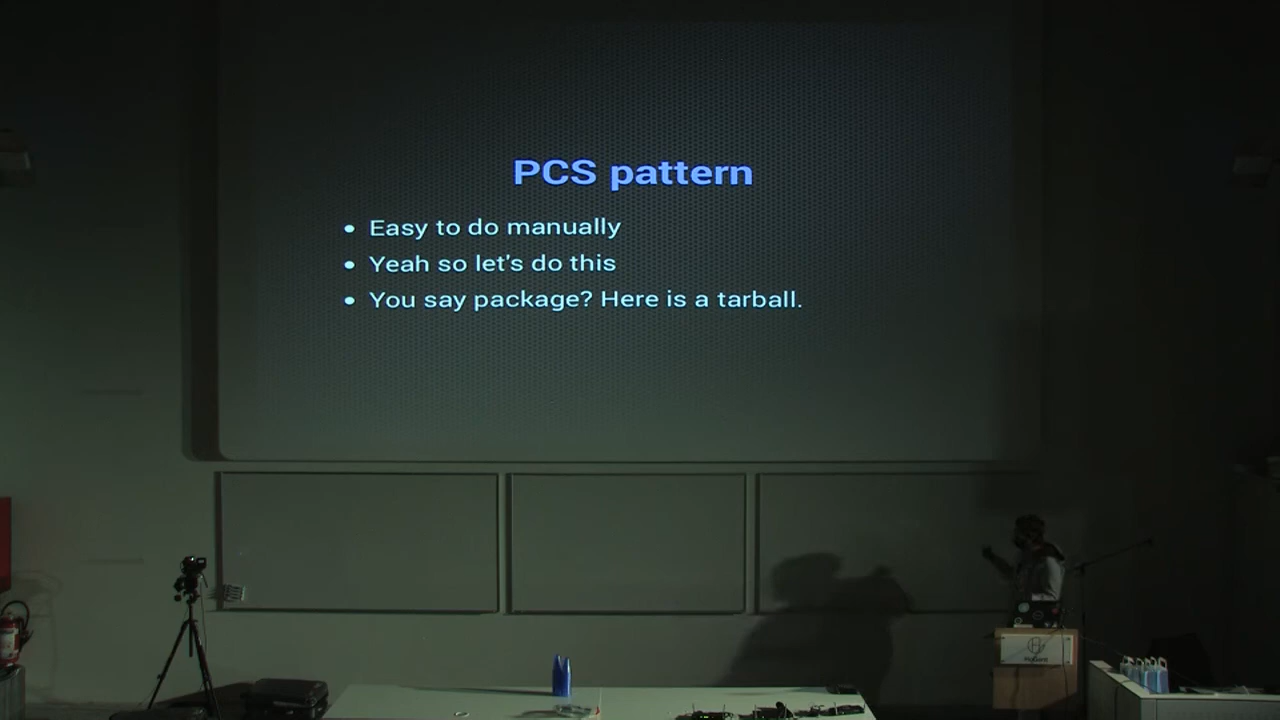 PCS pattern
Easy to do manually
Yeah so let's do this
You say package? Here is a tarball.